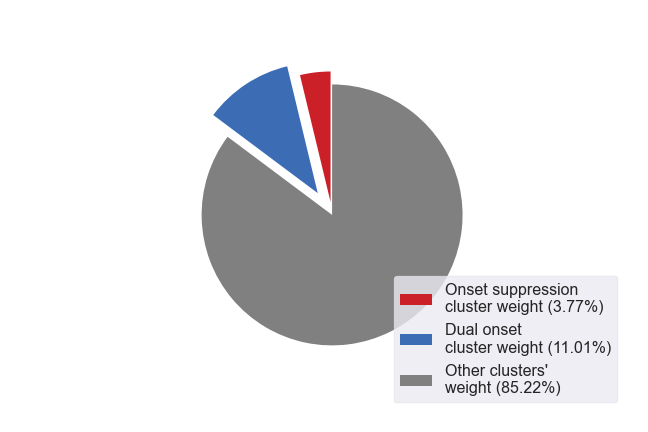 Onset suppression
cluster weight (3.77%)
Dual onset
cluster weight (11.01%)
Other clusters'
weight (85.22%)